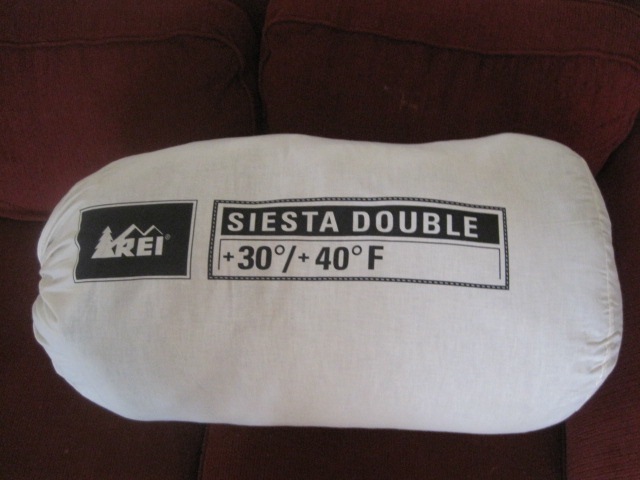 REI®
SIESTA DOUBLE
+30°/+40° F